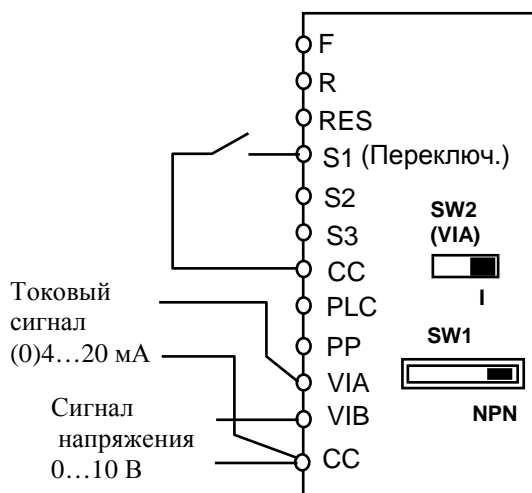 F
R
RES
S1 (Переключ.)
S2
S3
CC
PLC
PP
VIA
VIB
CC
SW2
(VIA)
I
SW1
NPN
Токовый
сигнал
(0)4…20 мА
Сигнал
напряжения
0…10 В